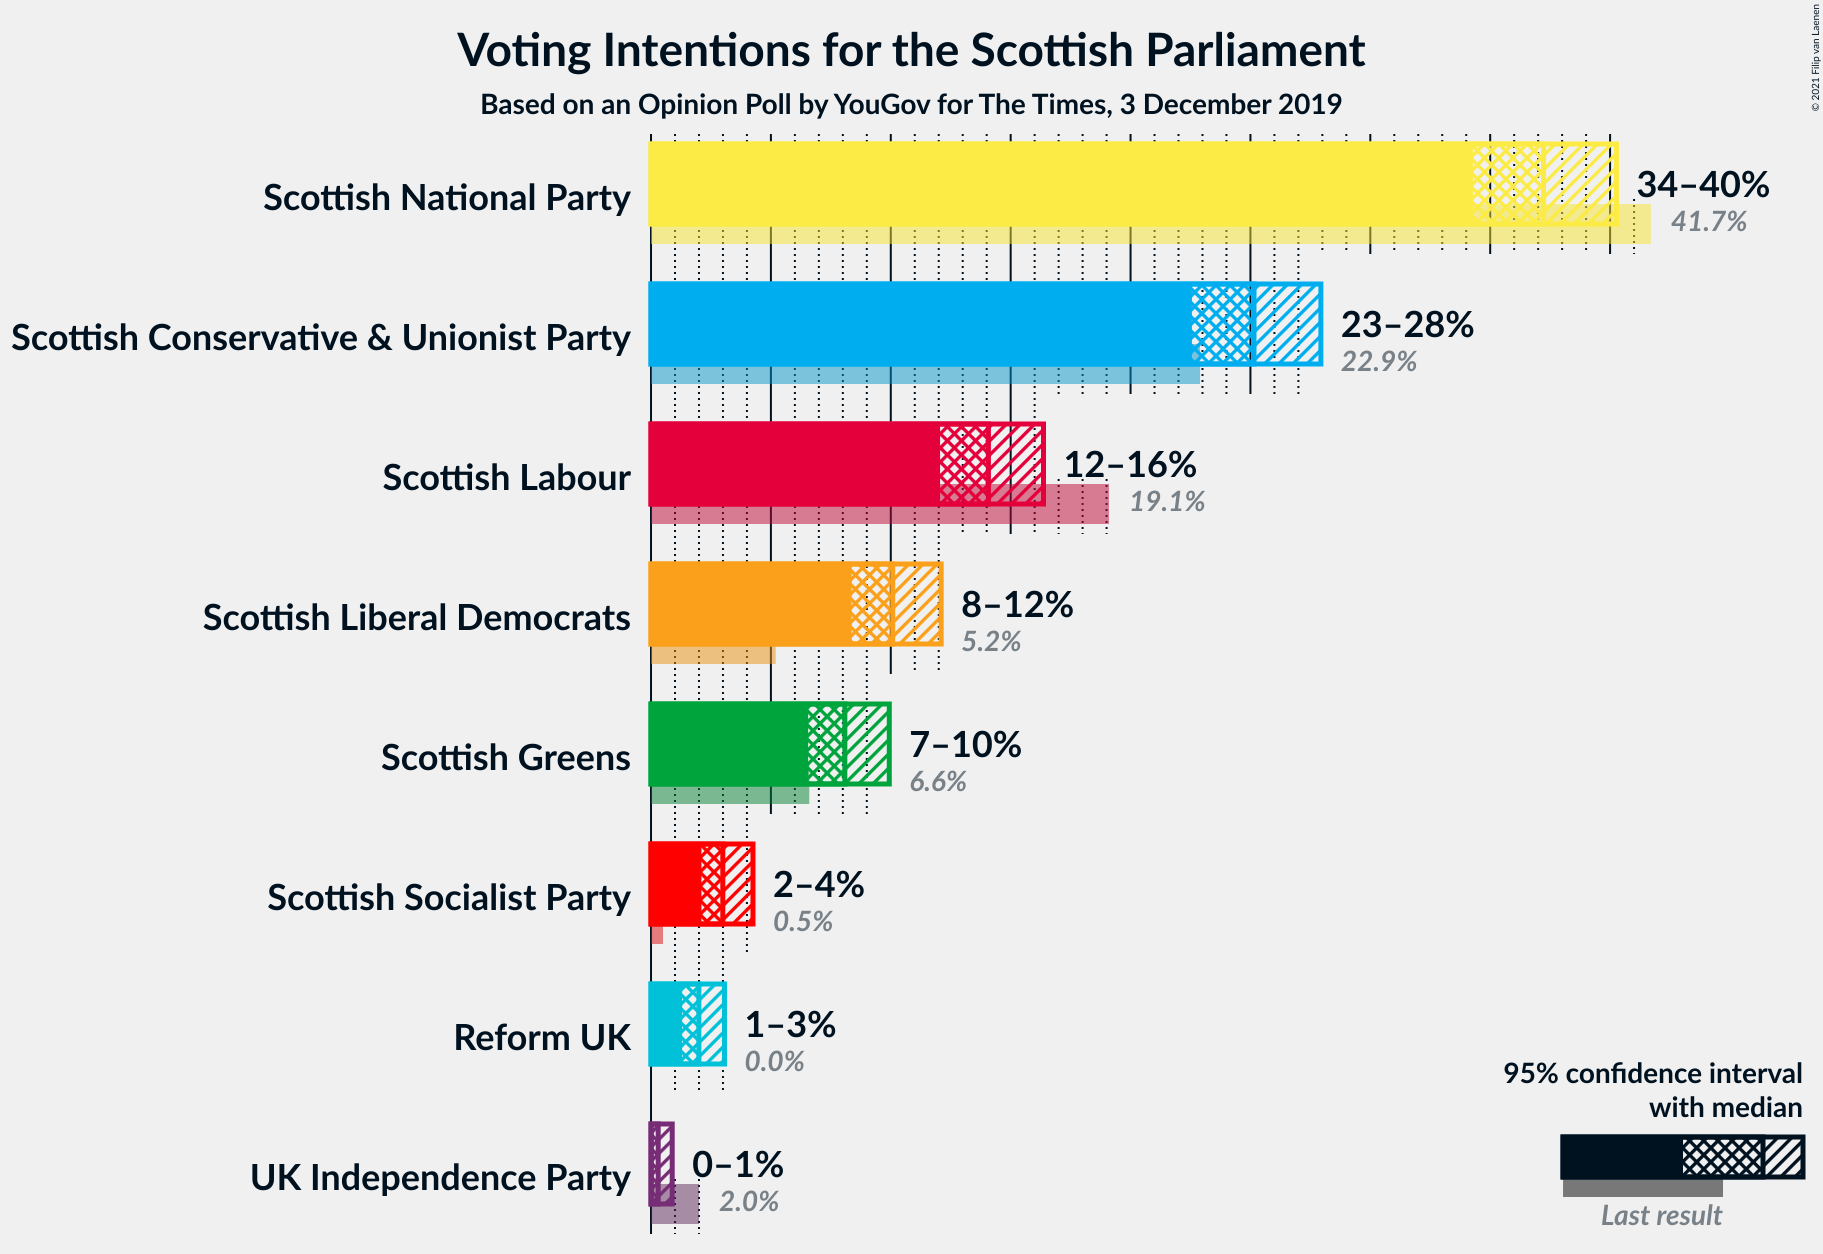 Voting Intentions for the Scottish Parliament
Based on an Opinion Poll by YouGov for The Times, 3 December 2019
© 2021 Filip van Laenen
Scottish National Party
34–40%
41.7%
Scottish Conservative & Unionist Party
23–28%
22.9%
Scottish Labour
12–16%
19.1%
Scottish Liberal Democrats
8–12%
5.2%
Scottish Greens
7–10%
6.6%
Scottish Socialist Party
2–4%
0.5%
Reform UK
1–3%
0.0%
UK Independence Party
0–1%
2.0%
95% confidence interval
with median
Last result